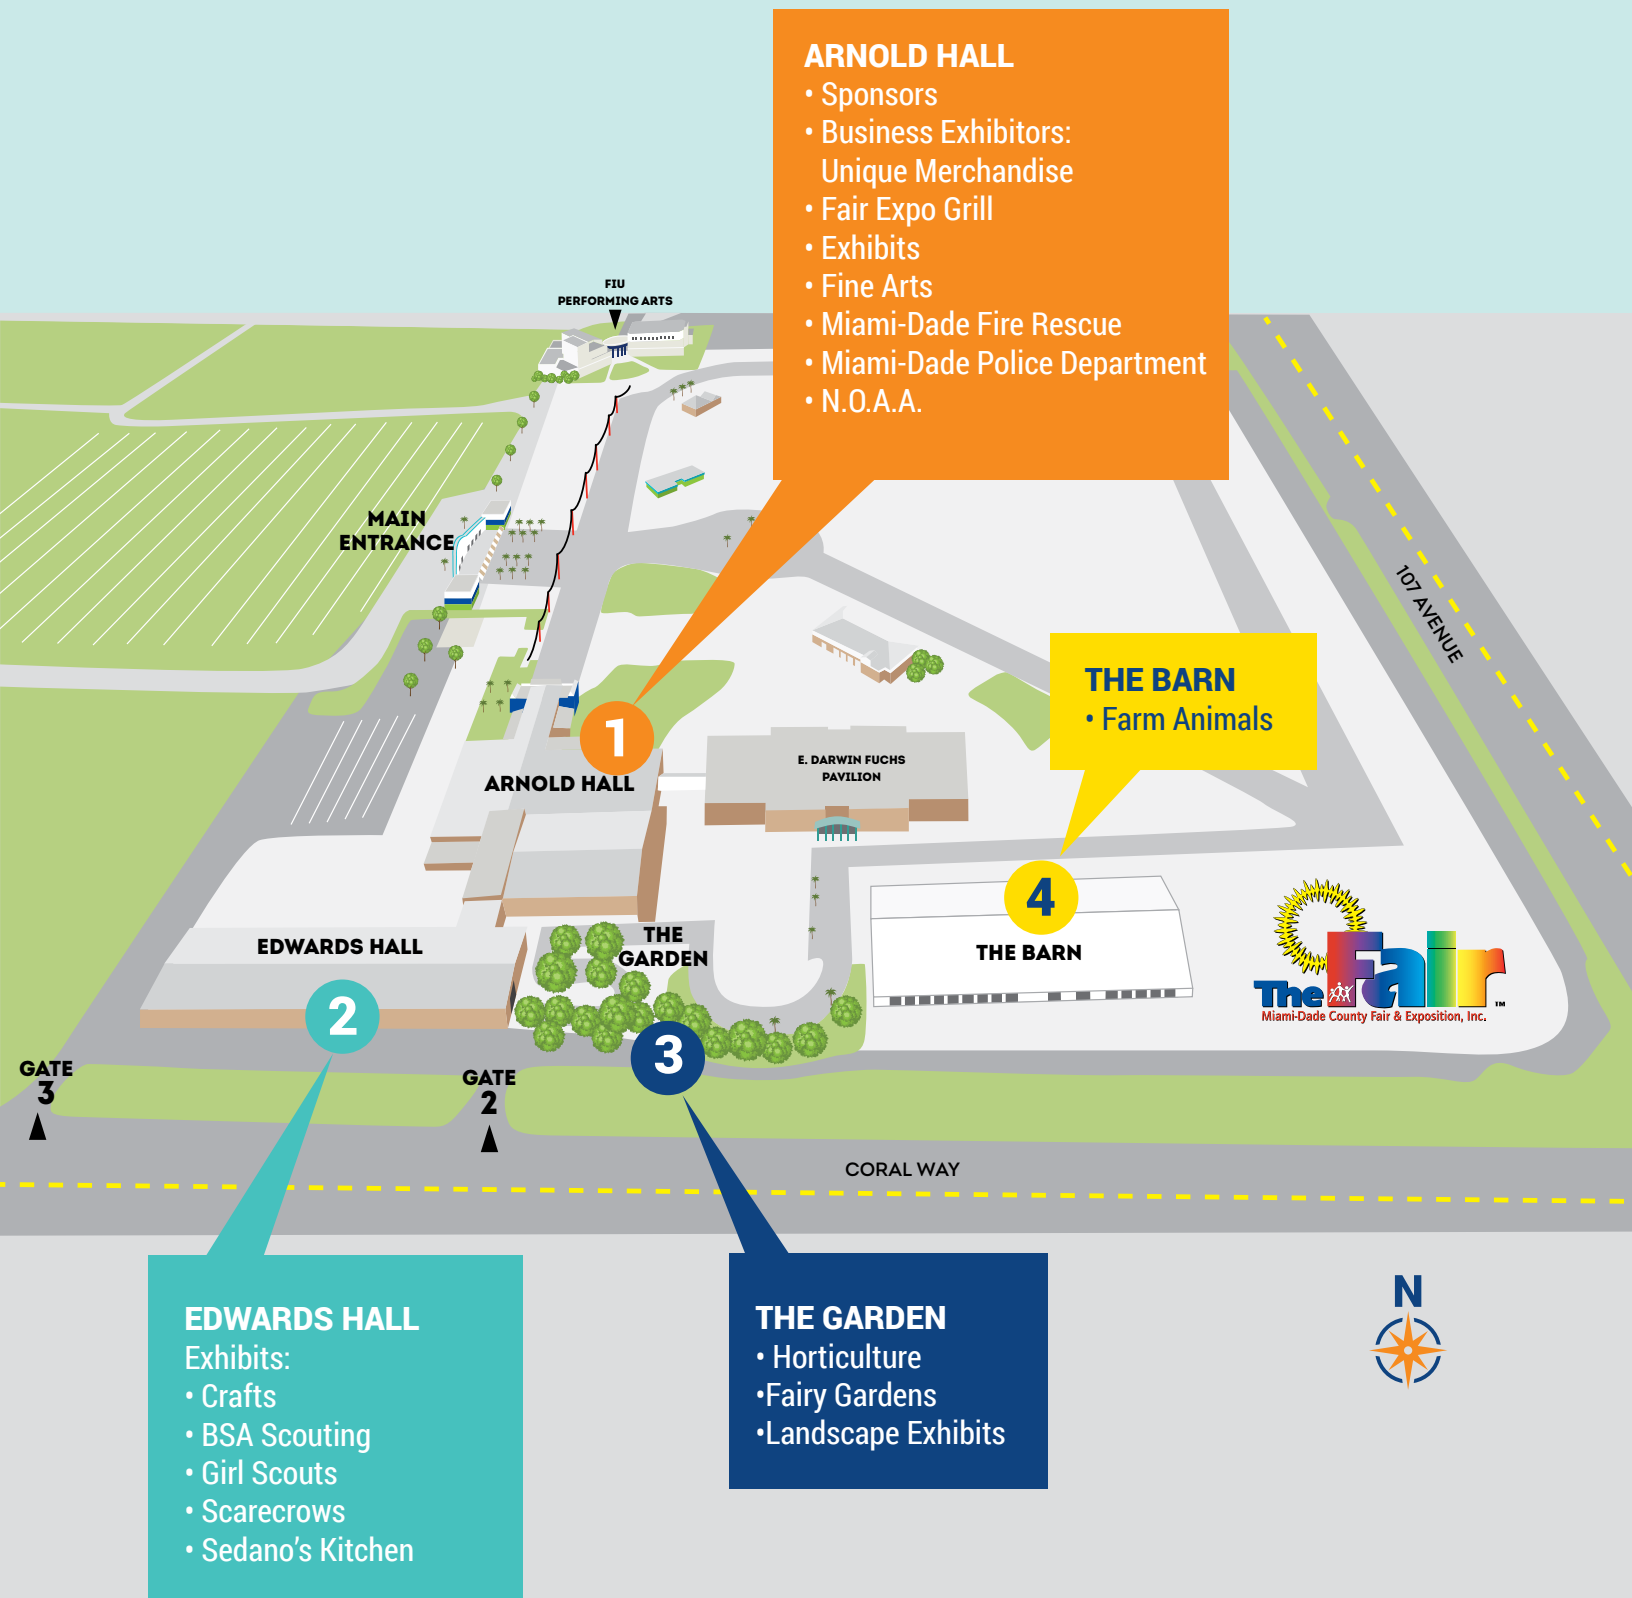 ARNOLD HALL
• Sponsors
• Business Exhibitors:
Unique Merchandise
• Fair Expo Grill
• Exhibits
• Fine Arts
• Miami-Dade Fire Rescue
• Miami-Dade Police Department
• N.O.A.A.
FIU
PERFORMING ARTS
MAIN
ENTRANCE
107 AVENUE
THE BARN
• Farm Animals
1
ARNOLD HALL
E. DARWIN FUCHS
PAVILION
4
THE BARN
EDWARDS HALL
THE
GARDEN
2
3
The Fair
™
Miami-Dade County Fair & Exposition, Inc.
GATE
3
GATE
2
CORAL WAY
EDWARDS HALL
Exhibits:
• Crafts
• BSA Scouting
• Girl Scouts
• Scarecrows
• Sedano’s Kitchen
THE GARDEN
• Horticulture
•Fairy Gardens
•Landscape Exhibits
N